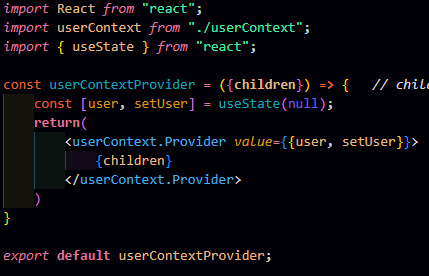 import React from "react";
import userContext from "./userContext";
import { useState } from "react";
const userContextProvider = ({children}) => {   //
    const [user, setUser] = useState(null);
    return(
        <userContext.Provider value={{user, setUser}}>
            {children}
        </userContext.Provider>
    )
}
export default userContextProvider;